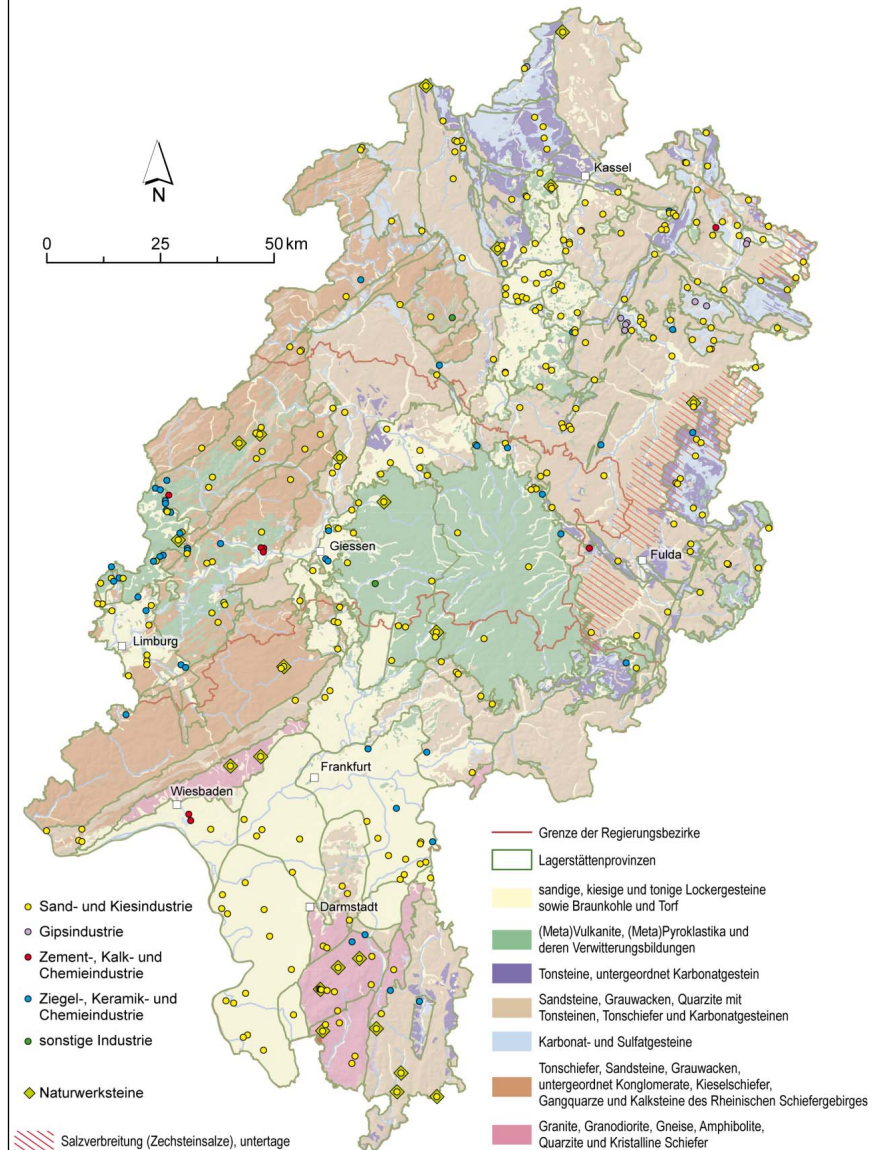 Kassel
N
0 25 50 km
Giessen
Fulda
Limburg
Frankfurt
Wiesbaden
Darmstadt
Sand- und Kiesindustrie
Gipsindustrie
Zement-, Kalk- und
Chemieindustrie
Ziegel-, Keramik- und
Chemieindustrie
sonstige Industrie
Naturwerksteine
Salzverbreitung (Zechsteinsalze), untertage
Grenze der Regierungsbezirke
Lagerstättenprovinzen
sandige, kiesige und tonige Lockergesteine
sowie Braunkohle und Torf
(Meta)Vulkanite, (Meta)Pyroklastika und
deren Verwitterungsbildungen
Tonsteine, untergeordnet Karbonatgestein
Sandsteine, Grauwacken, Quarzite mit
Tonsteinen, Tonschiefer und Karbonatgesteinen
Karbonat- und Sulfatgesteine
Tonschiefer, Sandsteine, Grauwacken,
untergeordnet Konglomerate, Kieselschiefer,
Gangquarze und Kalksteine des Rheinischen Schiefergebirges
Granite, Granodiorite, Gneise, Amphibolite,
Quarzite und Kristalline Schiefer